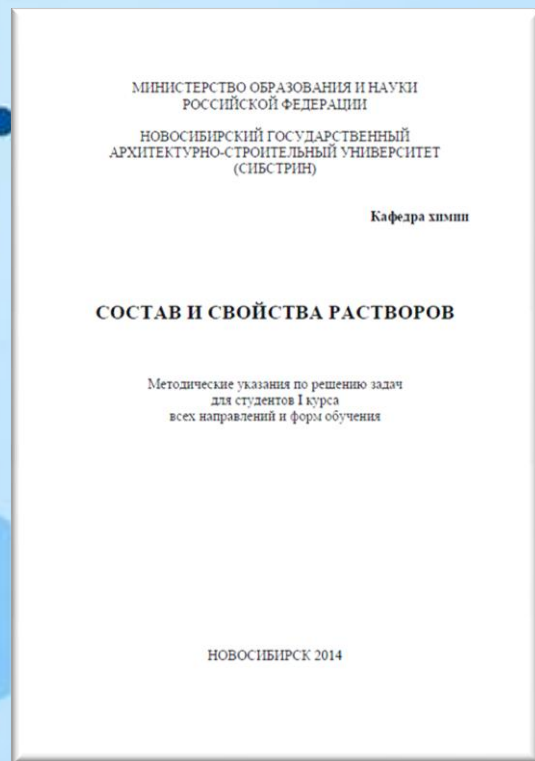 МИНИСТЕРСТВО ОБРАЗОВАНИЯ И НАУКИ
РОССИЙСКОЙ ФЕДЕРАЦИИ
НОВОСИБИРСКИЙ ГОСУДАРСТВЕННЫЙ
АРХИТЕКТУРНО-СТРОИТЕЛЬНЫЙ УНИВЕРСИТЕТ
(СИБСТРИН)
Кафедра химии
СОСТАВ И СВОЙСТВА РАСТВОРОВ
Методические указания по решению задач
для студентов I курса
всех направлений и форм обучения
НОВОСИБИРСК 2014